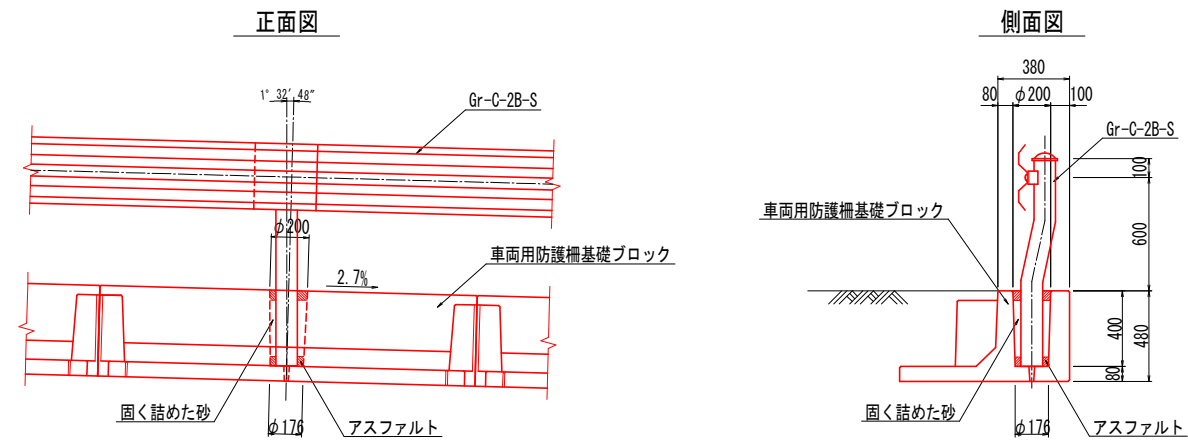 正面図
1° 32′ 48″
Gr-C-2B-S
φ200
車両用防護柵基礎ブロック
2.7%
固く詰めた砂
φ176
アスファルト
側面図
380
80
φ200
100
Gr-C-2B-S
100
車両用防護柵基礎ブロック
600
400
480
80
固く詰めた砂
φ176
アスファルト